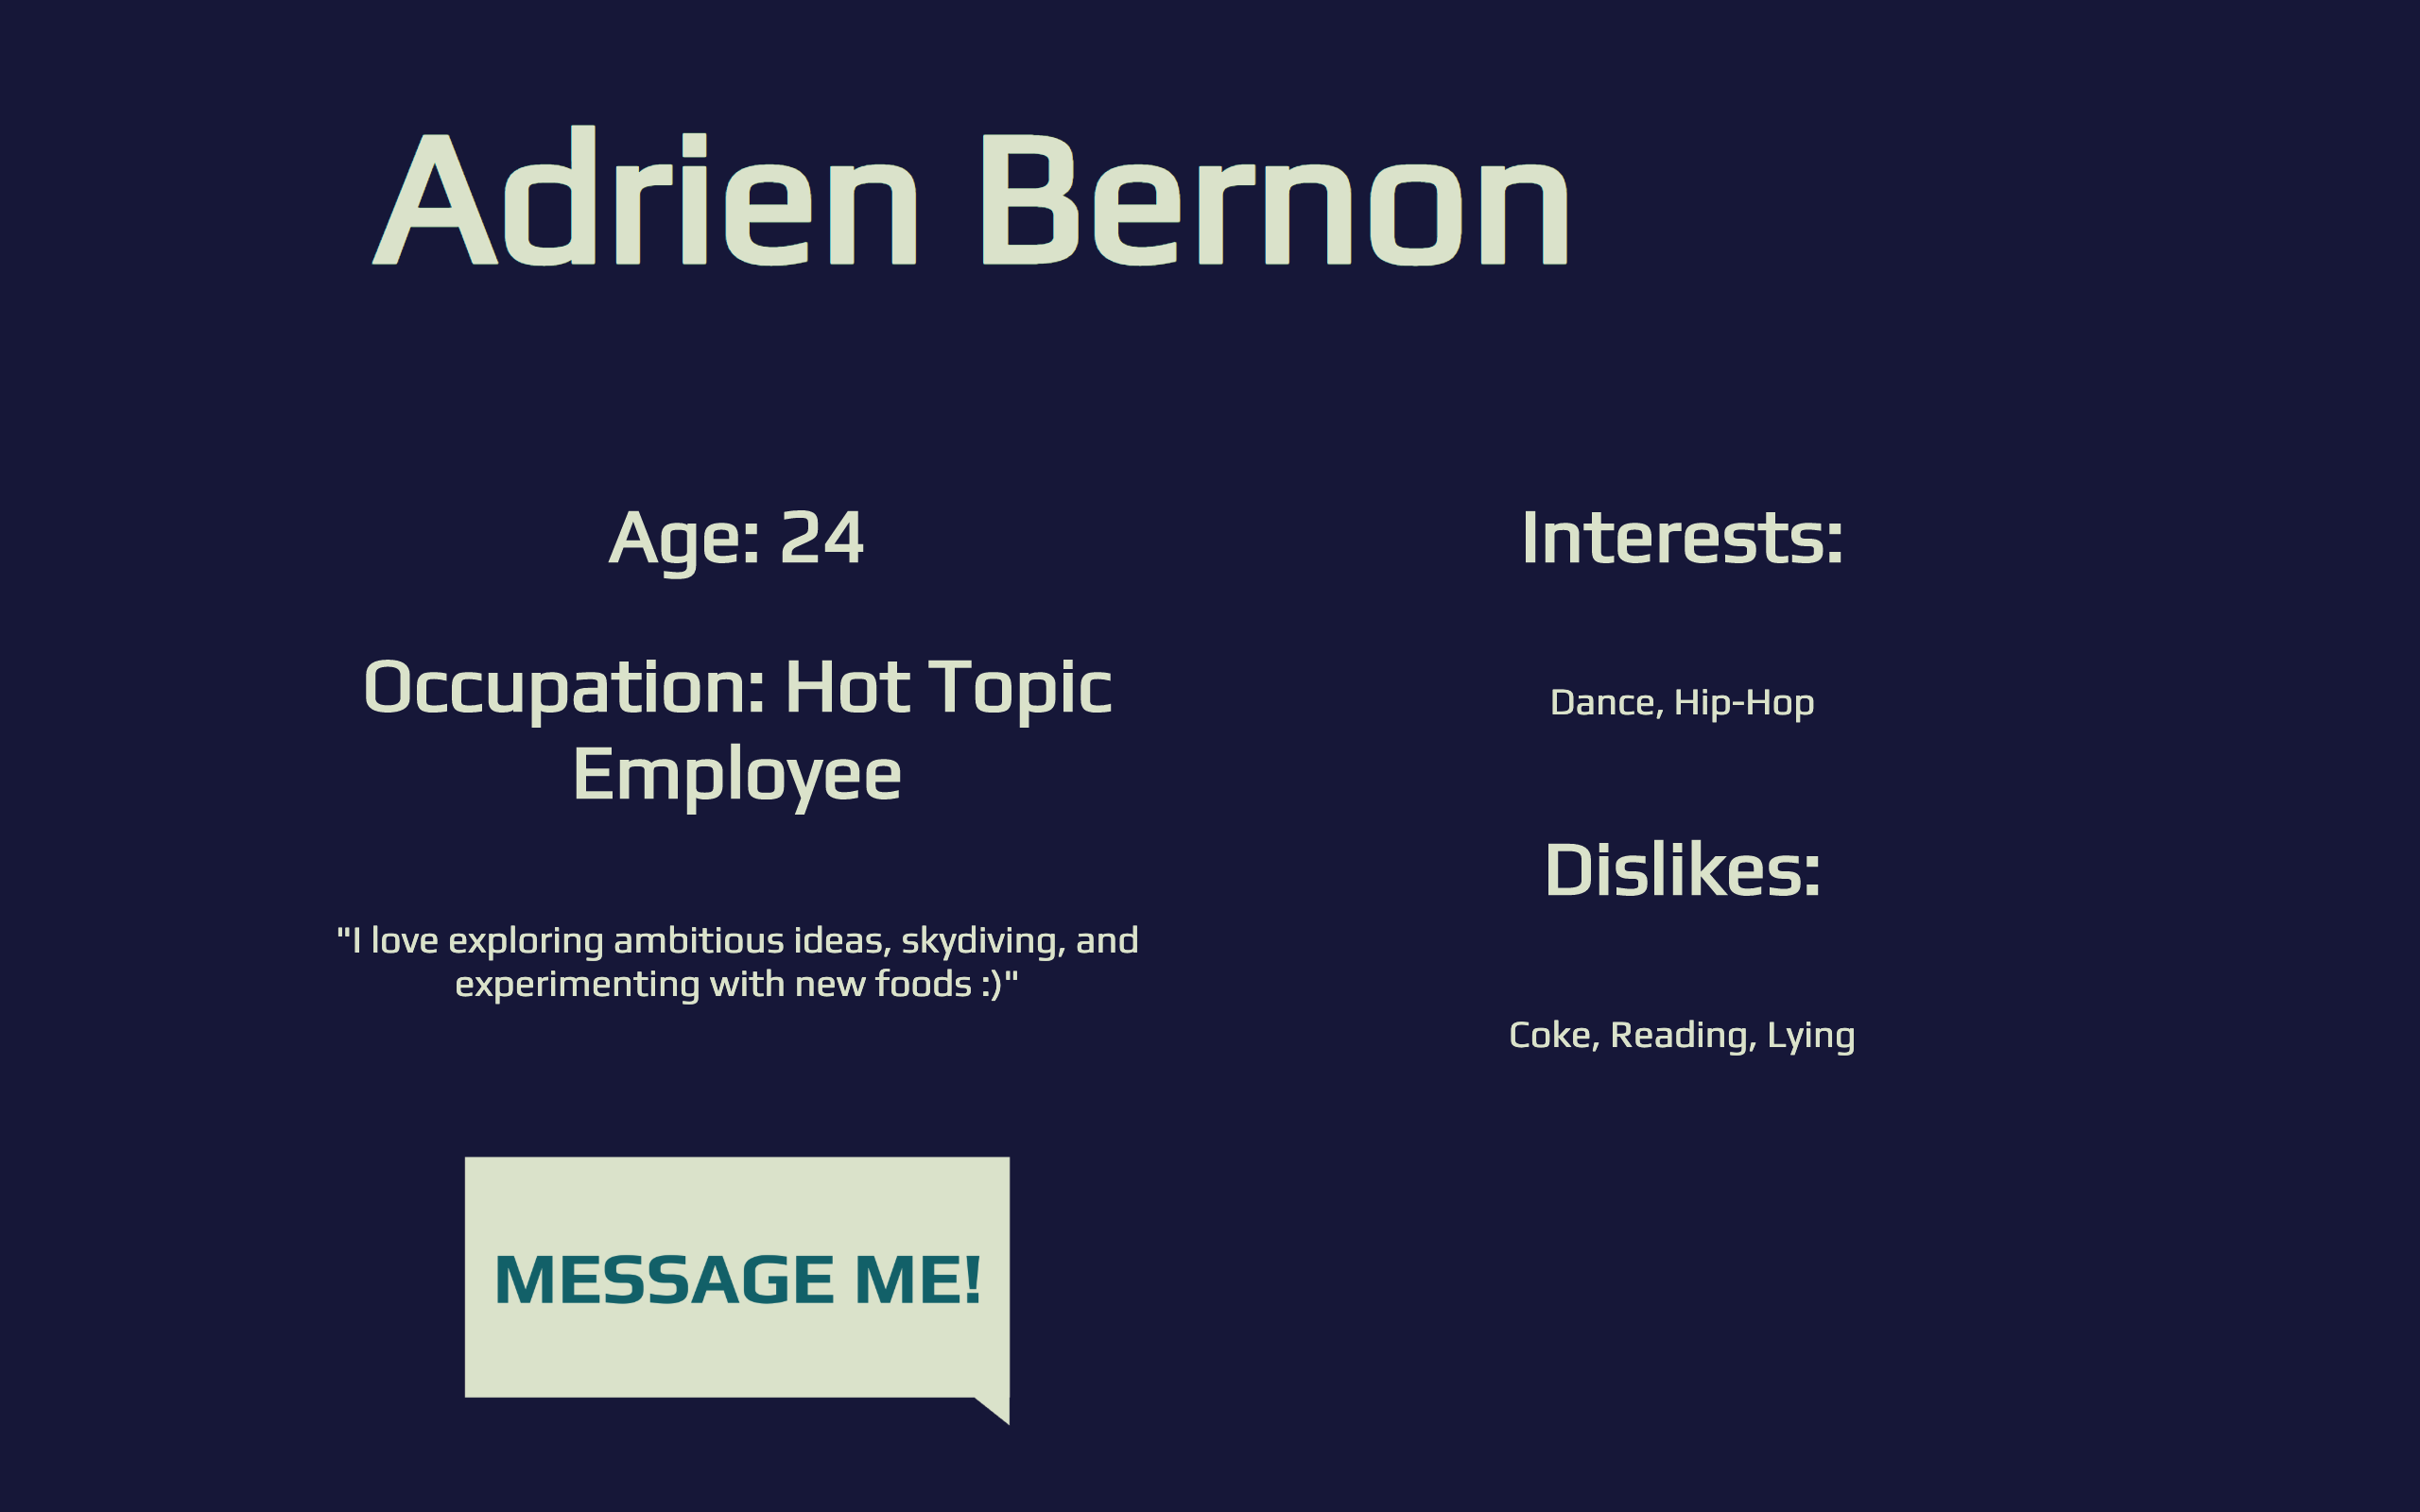 Adrien Bernon
Age: 24
Occupation: Hot Topic
Employee
"I love exploring ambitious ideas, skydiving, and
experimenting with new foods :)"
MESSAGE ME!
Interests:
Dance, Hip-Hop
Dislikes:
Coke, Reading, Lying